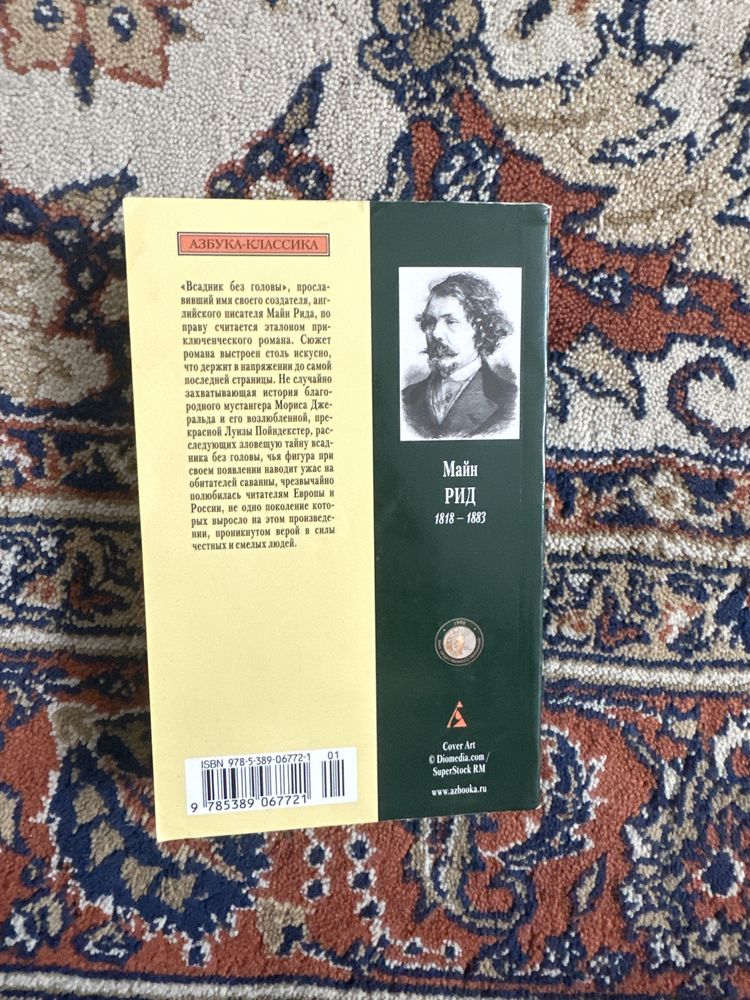 АЗБУКА-КЛАССИКА
«Всадник без головы», просла-
вивший имя своего создателя, анг-
лийского писателя Майн Рида, по
праву считается эталоном при-
ключенческого романа. Сюжет
романа выстроен столь искусно,
что держит в напряжении до самой
последней страницы. Не случайно
захватывающая история благо-
родного мустангера Мориса Дже-
ральда и его возлюбленной, пре-
красной Луизы Пойндекстер, рас-
следующих зловещую тайну всад-
ника без головы, чья фигура при
своем появлении наводит ужас на
обитателей саванны, чрезвычайно
полюбилась читателям Европы и
России, не одно поколение кото-
рых выросло на этом произведе-
нии, проникнутом верой в силы
честных и смелых людей.
ISBN 978-5-389-06772-1
01
9 785389 067721
Майн
РИД
1818 – 1883
Cover Art
© Diomedia.com /
SuperStock RM
www.azbooka.ru